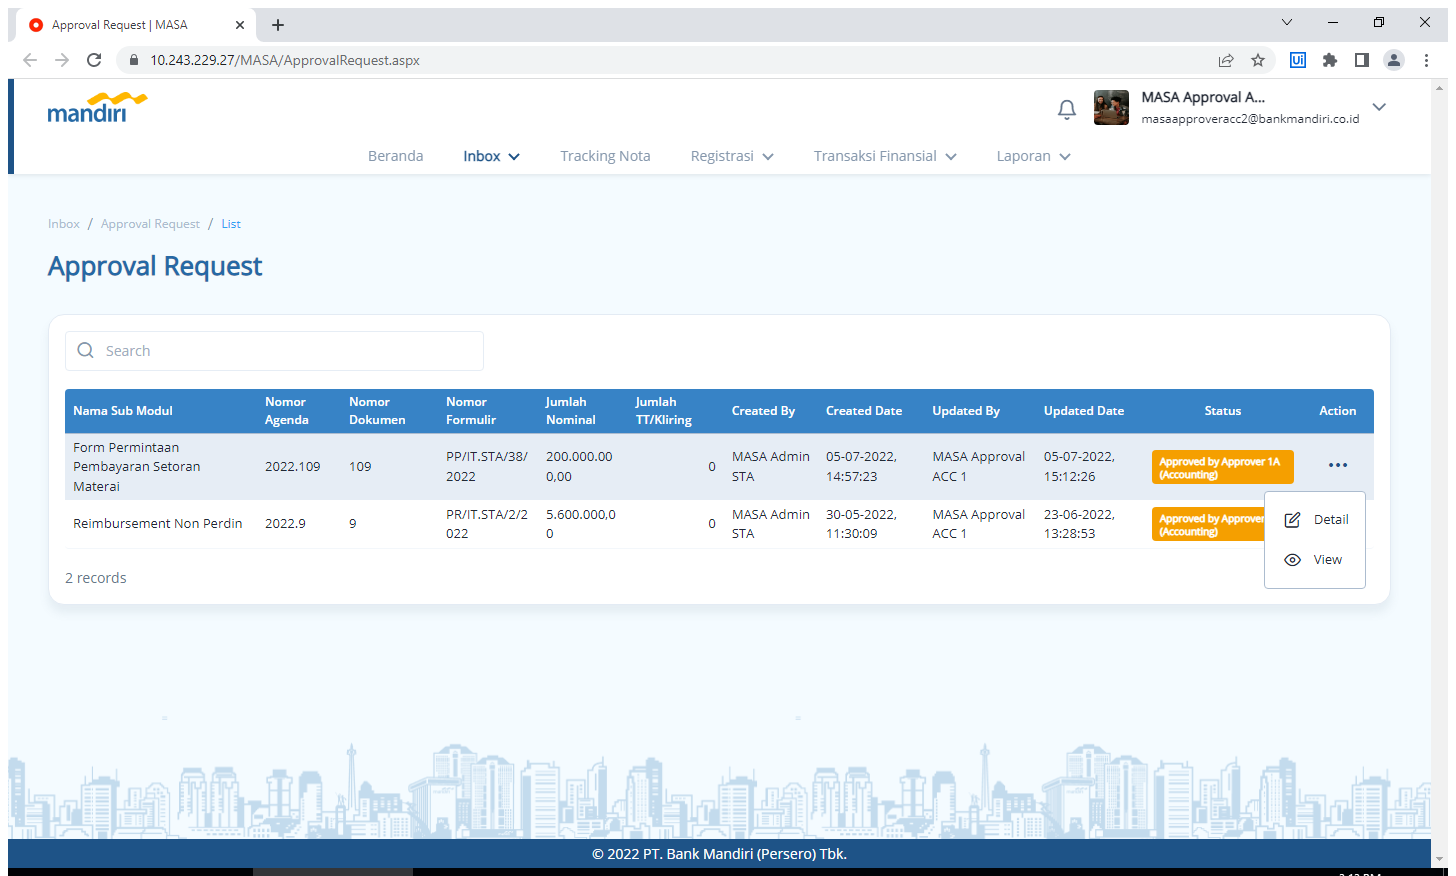 Approval Request | MASA
10.243.229.27/MASA/ApprovalRequest.aspx
Ui
mandiri
MASA Approval A...
masaapproveracc2@bankmandiri.co.id
Beranda Inbox Tracking Nota Registrasi Transaksi Finansial Laporan
Inbox / Approval Request / List
Approval Request
Search
Nama Sub Modul
Nomor
Agenda
Nomor
Dokumen
Nomor
Formulir
Jumlah
Nominal
Jumlah
TT/Kliring
Created By
Created Date
Updated By
Updated Date
Status
Action
Form Permintaan
Pembayaran Setoran
Materai
2022.109
109
PP/IT.STA/38/
2022
200.000.00
0,00
0
MASA Admin
STA
05-07-2022,
14:57:23
MASA Approval
ACC 1
05-07-2022,
15:12:26
Approved by Approver 1A
(Accounting)
Reimbursement Non Perdin
2022.9
9
PR/IT.STA/2/2
022
5.600.000,0
0
0
MASA Admin
STA
30-05-2022,
11:30:09
MASA Approval
ACC 1
23-06-2022,
13:28:53
Approved by Approver
(Accounting)
Detail
View
2 records
© 2022 PT. Bank Mandiri (Persero) Tbk.